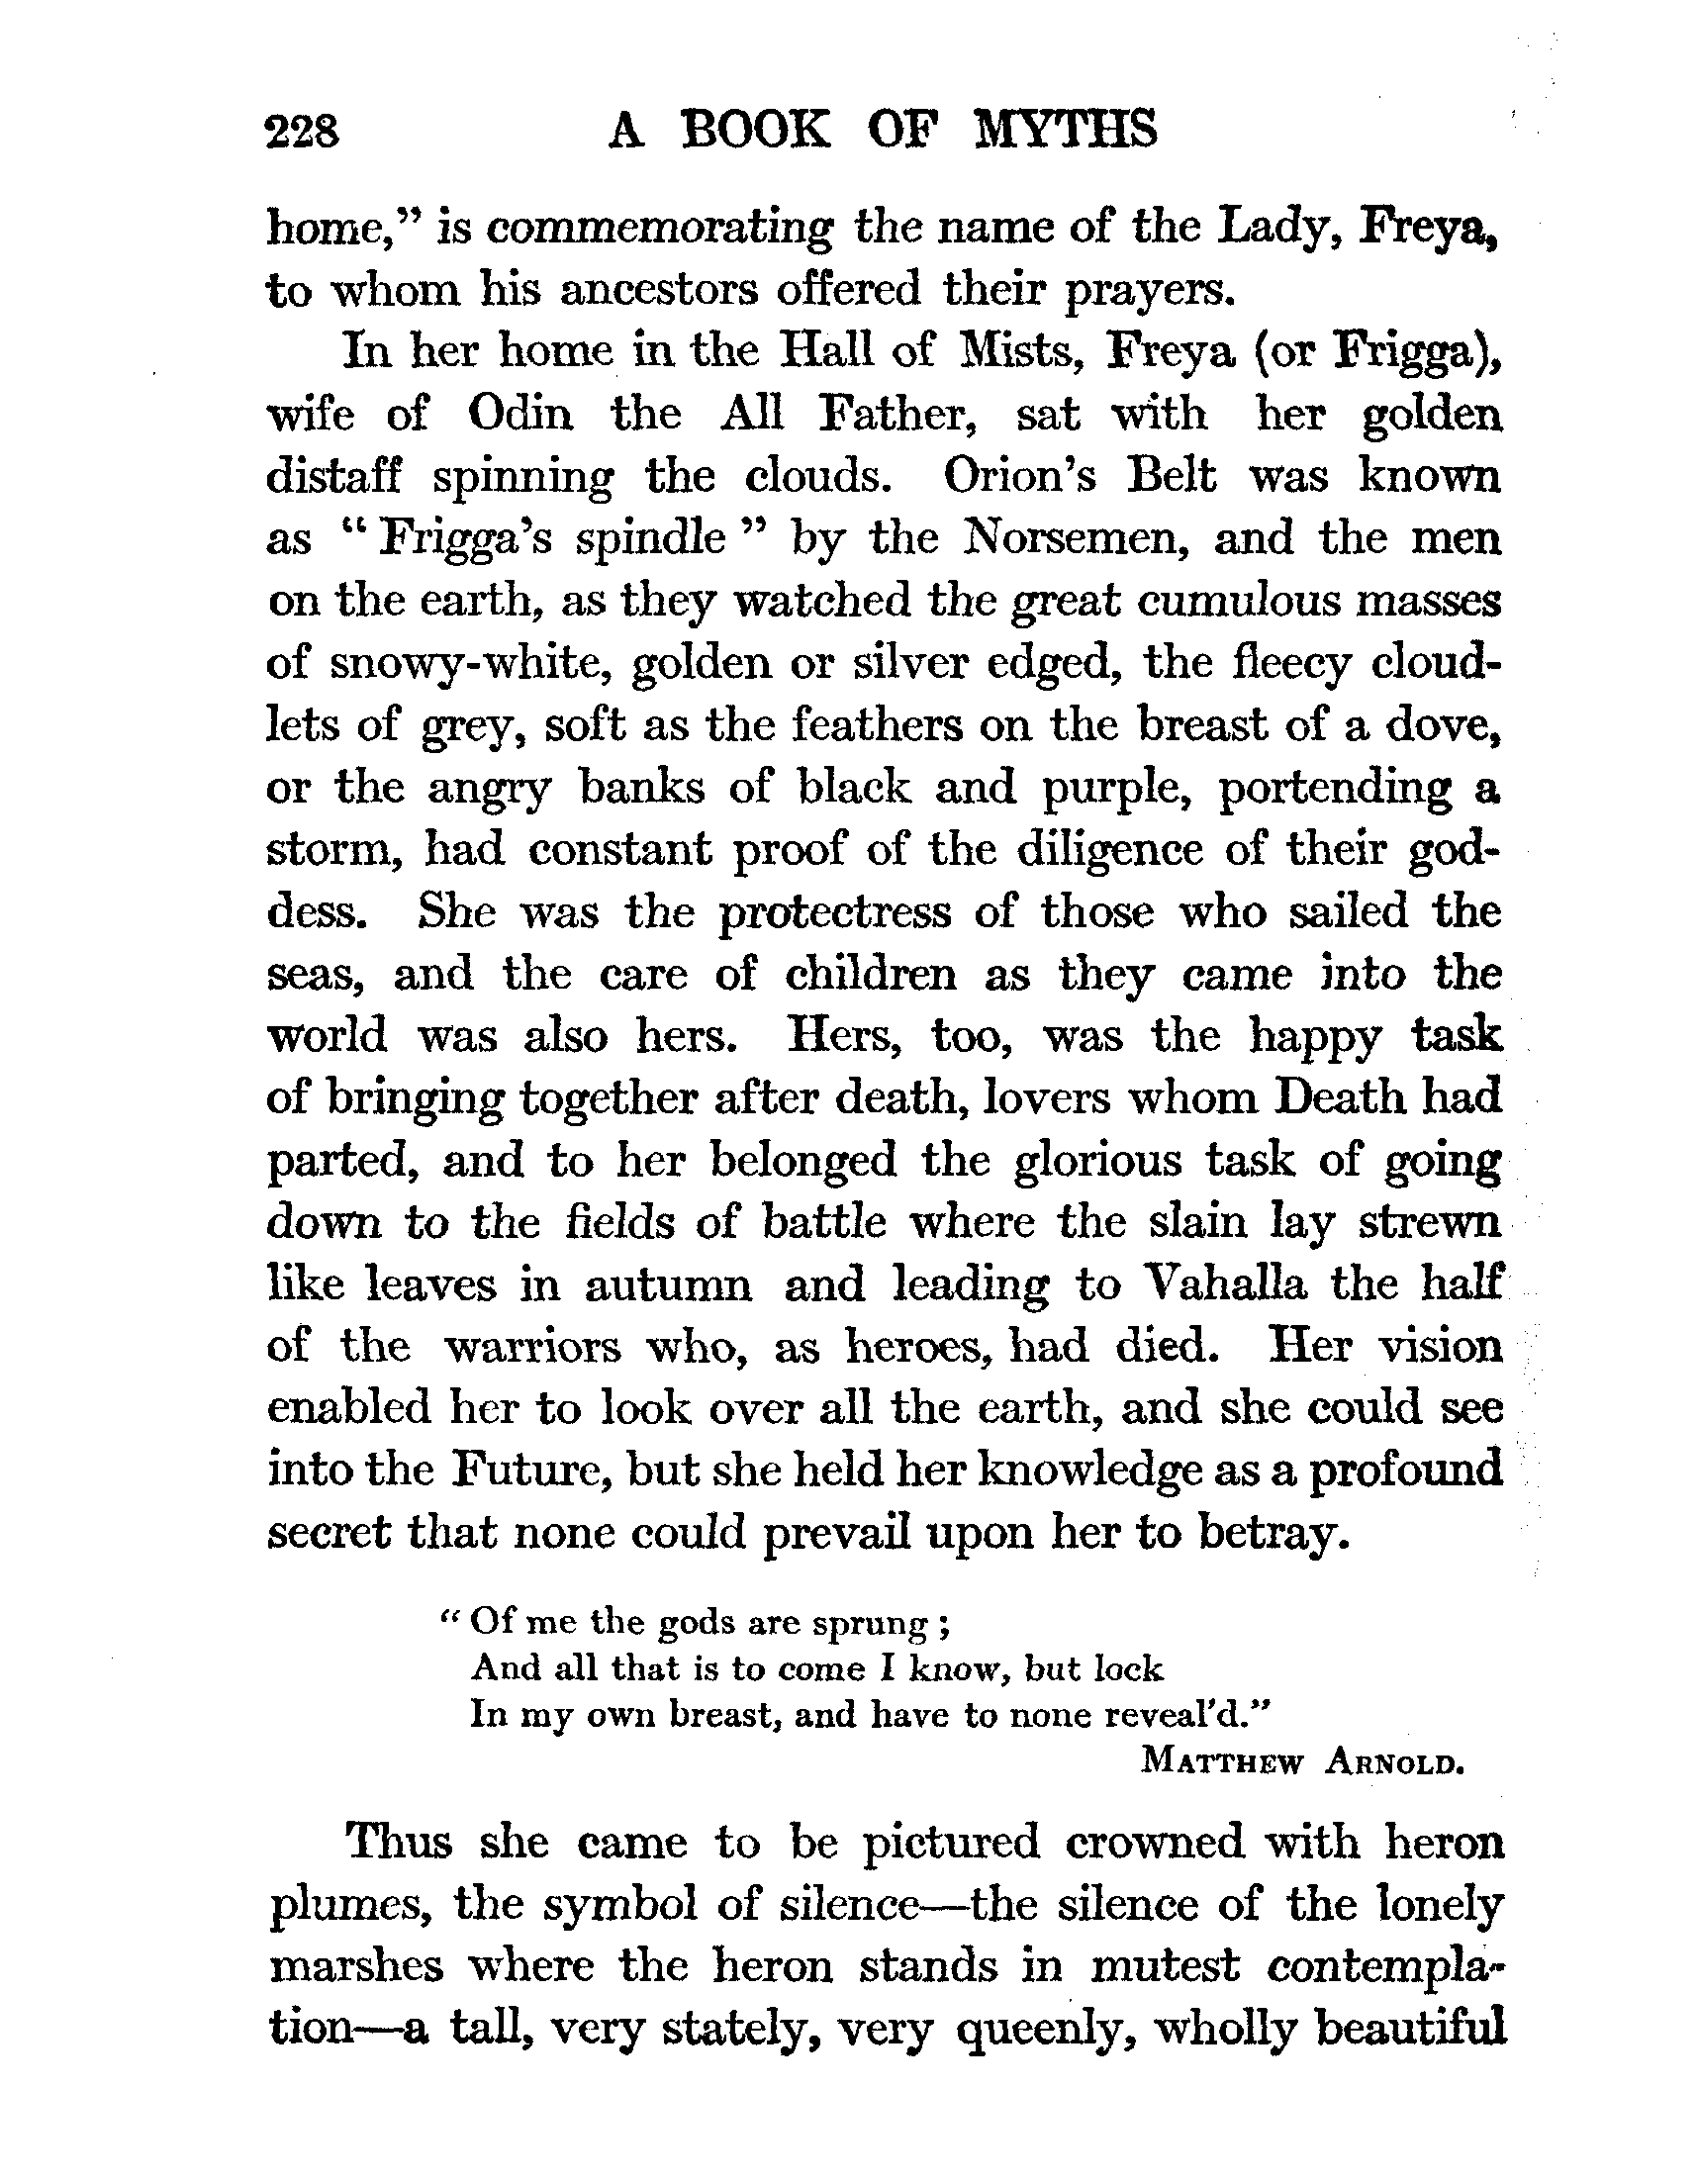 228 A BOOK OF MYTHS
home,” is commemorating the name of the Lady, Freya,
to whom his ancestors offered their prayers.
In her home in the Hall of Mists, Freya (or Frigga),
wife of Odin the All Father, sat with her golden
distaff spinning the clouds. Orion’s Belt was known
as “ Frigga’s spindle ” by the Norsemen, and the men
on the earth, as they watched the great cumulous masses
of snowy-white, golden or silver edged, the fleecy cloud-
lets of grey, soft as the feathers on the breast of a dove,
or the angry banks of black and purple, portending a
storm, had constant proof of the diligence of their god-
dess. She was the protectress of those who sailed the
seas, and the care of children as they came into the
world was also hers. Hers, too, was the happy task
of bringing together after death, lovers whom Death had
parted, and to her belonged the glorious task of going
down to the fields of battle where the slain lay strewn
like leaves in autumn and leading to Vahalla the half
of the warriors who, as heroes, had died. Her vision
enabled her to look over all the earth, and she could see
into the Future, but she held her knowledge as a profound
secret that none could prevail upon her to betray.
“ Of me the gods are sprung ;
And all that is to come I know, but lock
In my own breast, and have to none reveal’d.”
MATTHEW ARNOLD.
Thus she came to be pictured crowned with heron
plumes, the symbol of silence—the silence of the lonely
marshes where the heron stands in mutest contempla-
tion—a tall, very stately, very queenly, wholly beautiful